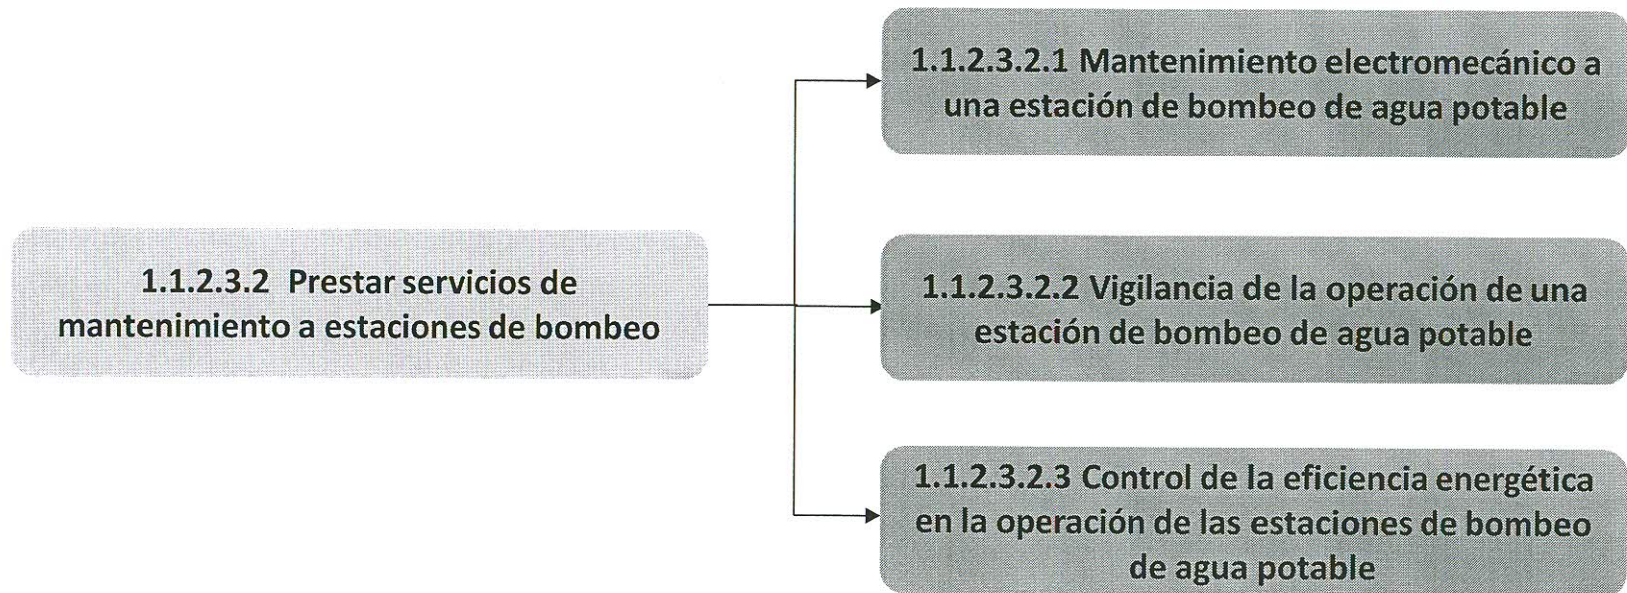 1.1.2.3.2 Prestar servicios de
mantenimiento a estaciones de bombeo
1.1.2.3.2.1 Mantenimiento electromecánico a
una estación de bombeo de agua potable
1.1.2.3.2.2 Vigilancia de la operación de una
estación de bombeo de agua potable
1.1.2.3.2.3 Control de la eficiencia energética
en la operación de las estaciones de bombeo
de agua potable